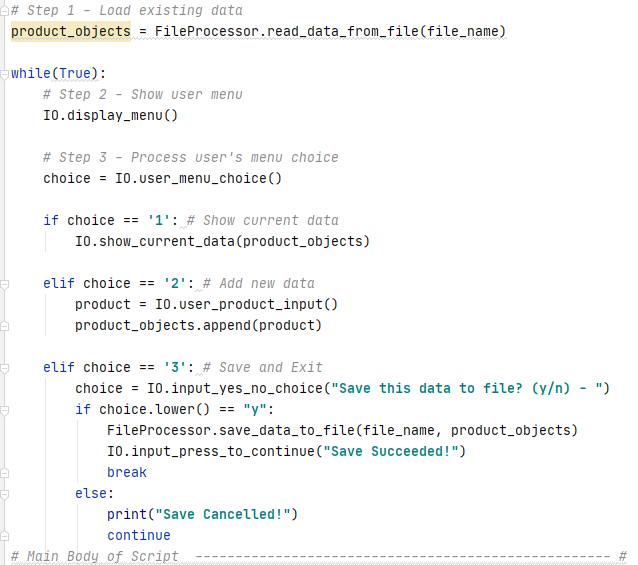 # Step 1 - Load existing data
product_objects = FileProcessor.read_data_from_file(file_name)
while(True):
# Step 2 - Show user menu
IO.display_menu()
# Step 3 - Process user's menu choice
choice = IO.user_menu_choice()
if choice == '1': # Show current data
IO.show_current_data(product_objects)
elif choice == '2': # Add new data
product = IO.user_product_input()
product_objects.append(product)
elif choice == '3': # Save and Exit
choice = IO.input_yes_no_choice("Save this data to file? (y/n) - ")
if choice.lower() == "y":
FileProcessor.save_data_to_file(file_name, product_objects)
IO.input_press_to_continue("Save Succeeded!")
break
else:
print("Save Cancelled!")
continue
# Main Body of Script  ---------------------------------------------------- #